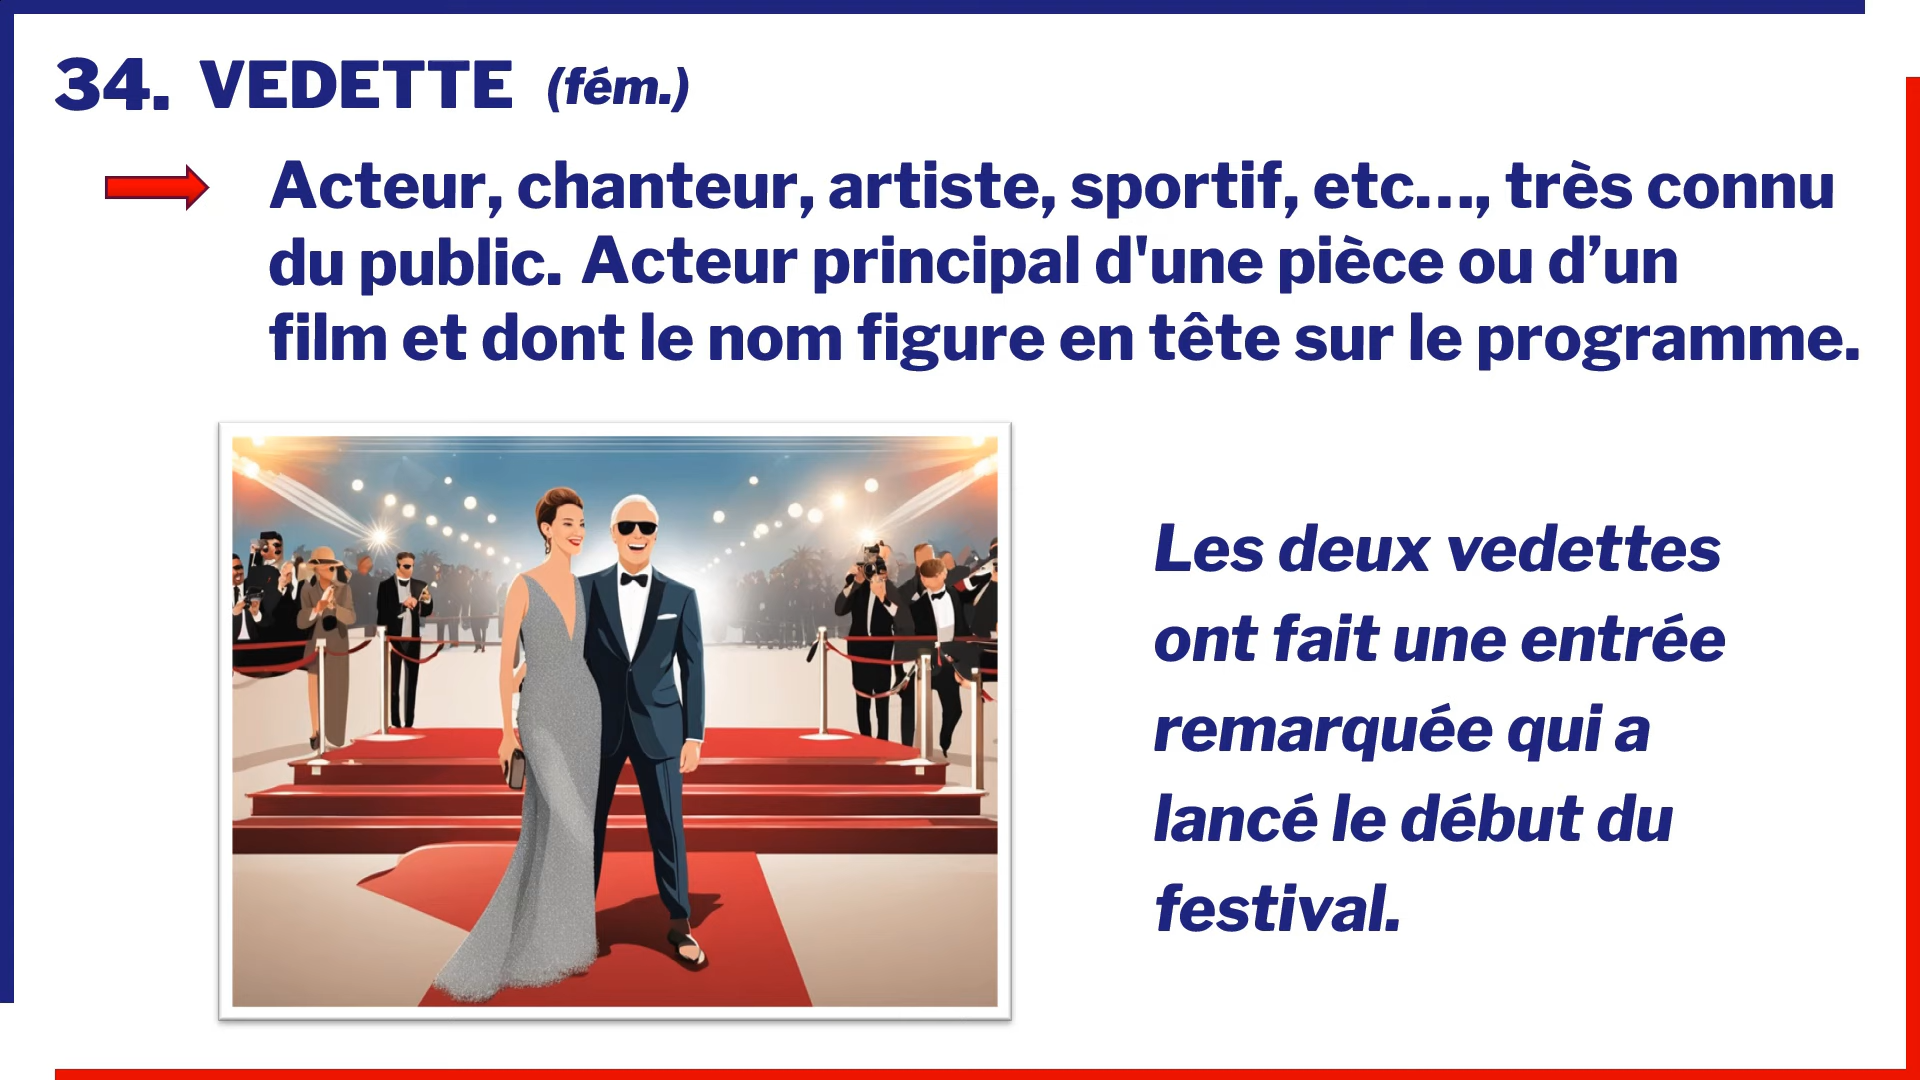 34. VEDETTE (fém.)
Acteur, chanteur, artiste, sportif, etc…, très connu
du public. Acteur principal d'une pièce ou d’un
film et dont le nom figure en tête sur le programme.
Les deux vedettes
ont fait une entrée
remarquée qui a
lancé le début du
festival.